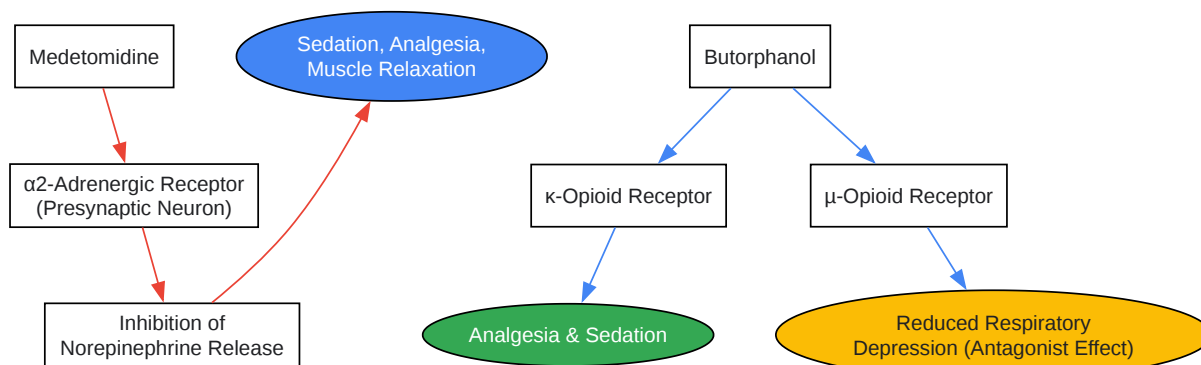 Medetomidine
Sedation, Analgesia,
Muscle Relaxation
Butorphanol
α2-Adrenergic Receptor
(Presynaptic Neuron)
κ-Opioid Receptor
μ-Opioid Receptor
Inhibition of
Norepinephrine Release
Analgesia & Sedation
Reduced Respiratory
Depression (Antagonist Effect)